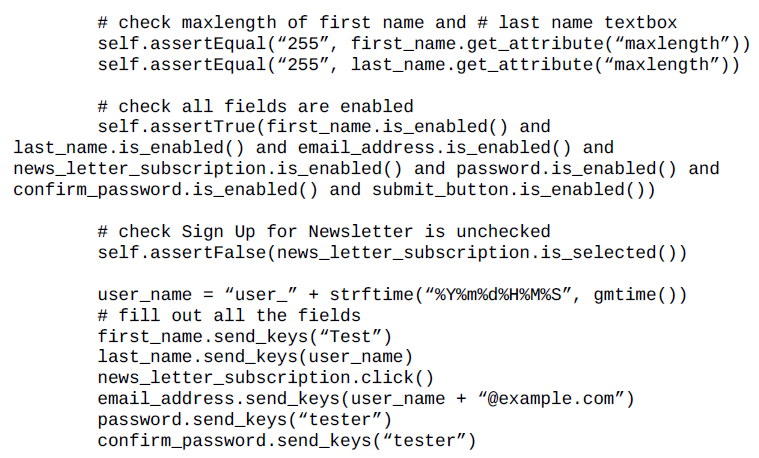 # check maxlength of first name and # last name textbox
self.assertEqual(“255”, first_name.get_attribute(“maxlength”))
self.assertEqual(“255”, last_name.get_attribute(“maxlength”))
# check all fields are enabled
self.assertTrue(first_name.is_enabled() and
last_name.is_enabled() and email_address.is_enabled() and
news_letter_subscription.is_enabled() and password.is_enabled() and
confirm_password.is_enabled() and submit_button.is_enabled())
# check Sign Up for Newsletter is unchecked
self.assertFalse(news_letter_subscription.is_selected())
user_name = “user_” + strftime(“%Y%m%d%H%M%S”, gmtime())
# fill out all the fields
first_name.send_keys(“Test”)
last_name.send_keys(user_name)
news_letter_subscription.click()
email_address.send_keys(user_name + “@example.com”)
password.send_keys(“tester”)
confirm_password.send_keys(“tester”)